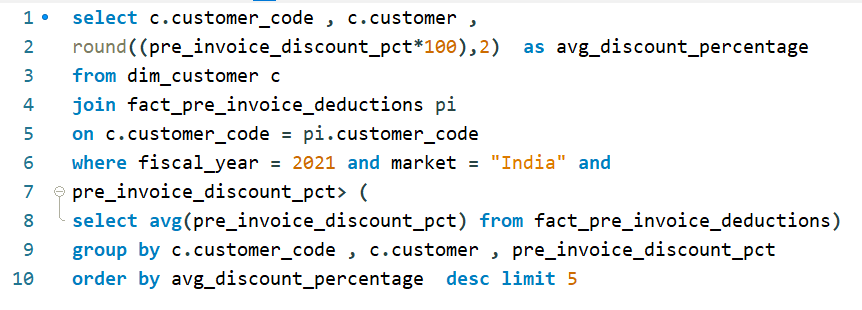 1 select c.customer_code , c.customer ,
2 round((pre_invoice_discount_pct*100),2)  as avg_discount_percentage
3 from dim_customer c
4 join fact_pre_invoice_deductions pi
5 on c.customer_code = pi.customer_code
6 where fiscal_year = 2021 and market = "India" and
7 pre_invoice_discount_pct> (
8 select avg(pre_invoice_discount_pct) from fact_pre_invoice_deductions)
9 group by c.customer_code , c.customer , pre_invoice_discount_pct
10 order by avg_discount_percentage  desc limit 5